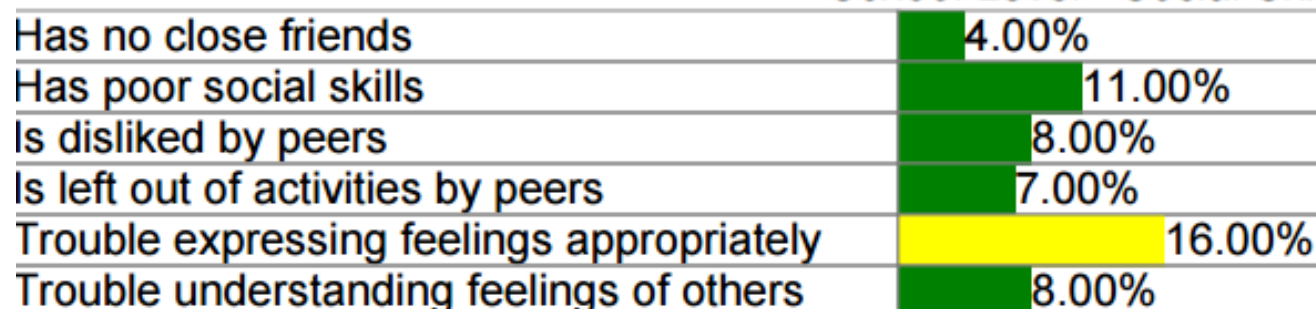 Has no close friends 4.00%
Has poor social skills 11.00%
Is disliked by peers 8.00%
Is left out of activities by peers 7.00%
Trouble expressing feelings appropriately 16.00%
Trouble understanding feelings of others 8.00%